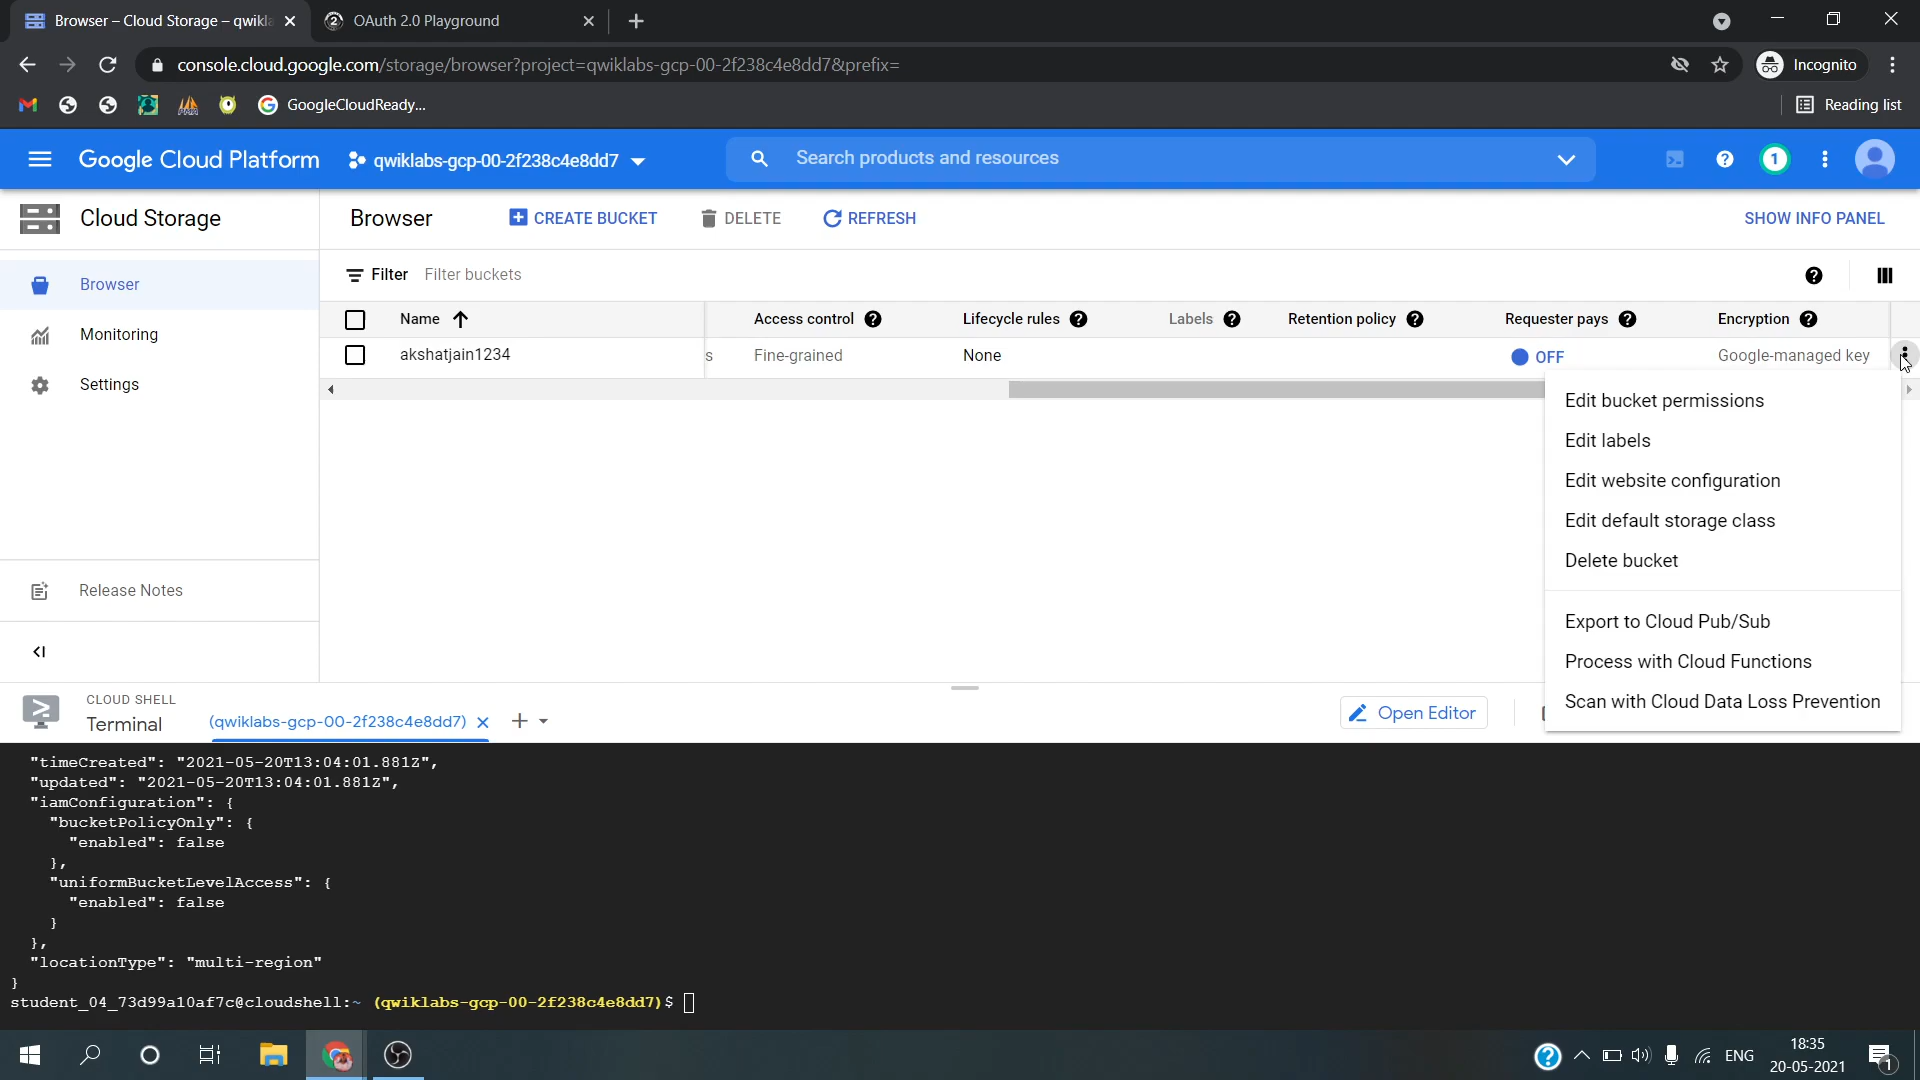 Browser – Cloud Storage – qwikla
OAuth 2.0 Playground
console.cloud.google.com/storage/browser?project=qwiklabs-gcp-00-2f238c4e8dd7&prefix=
Incognito
GoogleCloudReady...
Reading list
Google Cloud Platform
qwiklabs-gcp-00-2f238c4e8dd7
Search products and resources
1
Cloud Storage
Browser
CREATE BUCKET
DELETE
REFRESH
SHOW INFO PANEL
Browser
Monitoring
Settings
Release Notes
Filter
Filter buckets
Name
Access control
Lifecycle rules
Labels
Retention policy
Requester pays
Encryption
akshatjain1234
s
Fine-grained
None
OFF
Google-managed key
Edit bucket permissions
Edit labels
Edit website configuration
Edit default storage class
Delete bucket
Export to Cloud Pub/Sub
Process with Cloud Functions
Scan with Cloud Data Loss Prevention
CLOUD SHELL
Terminal
(qwiklabs-gcp-00-2f238c4e8dd7)
Open Editor
"timeCreated": "2021-05-20T13:04:01.881Z",
"updated": "2021-05-20T13:04:01.881Z",
"iamConfiguration": {
"bucketPolicyOnly": {
"enabled": false
},
"uniformBucketLevelAccess": {
"enabled": false
}
},
"locationType": "multi-region"
}
student_04_73d99a10af7c@cloudshell:~ (qwiklabs-gcp-00-2f238c4e8dd7)$
ENG
18:35
20-05-2021
1